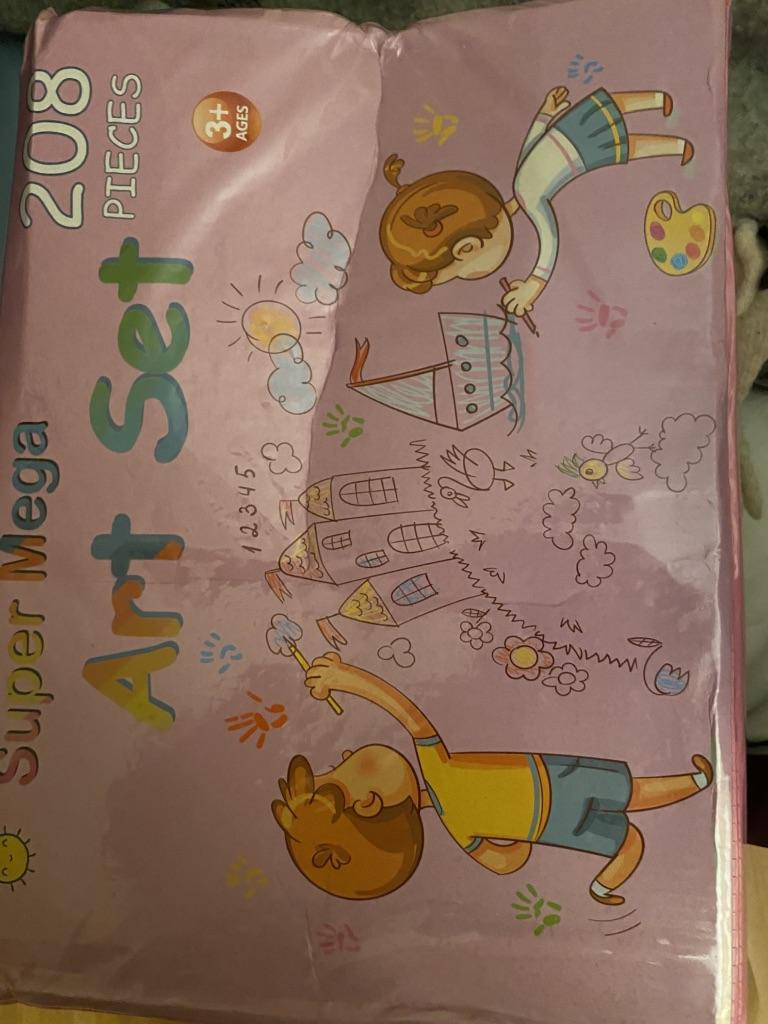 Super Mega
Art Set
208
PIECES
3+
AGES
12345